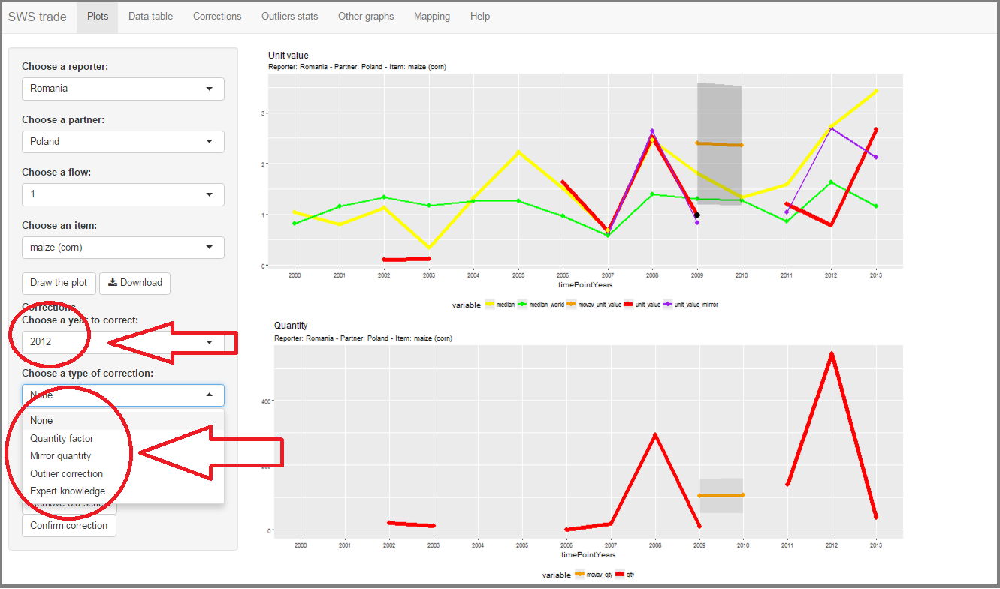 SWS trade Plots Data table Corrections Outliers stats Other graphs Mapping Help
Choose a reporter:
Romania
Choose a partner:
Poland
Choose a flow:
1
Choose an item:
maize (corn)
Draw the plot Download
Corrections
Choose a year to correct:
2012
Choose a type of correction:
None
None
Quantity factor
Mirror quantity
Outlier correction
Expert knowledge
Remove old
Confirm correction
Unit value
Reporter: Romania - Partner: Poland - Item: maize (corn)
3
2
1
0
2000 2001 2002 2003 2004 2005 2006 2007 2008 2009 2010 2011 2012 2013
timePointYears
variable median median_world movav_unit_value unit_value unit_value_mirror
Quantity
Reporter: Romania - Partner: Poland - Item: maize (corn)
400
200
0
2000 2001 2002 2003 2004 2005 2006 2007 2008 2009 2010 2011 2012 2013
timePointYears
variable movav_qty qty